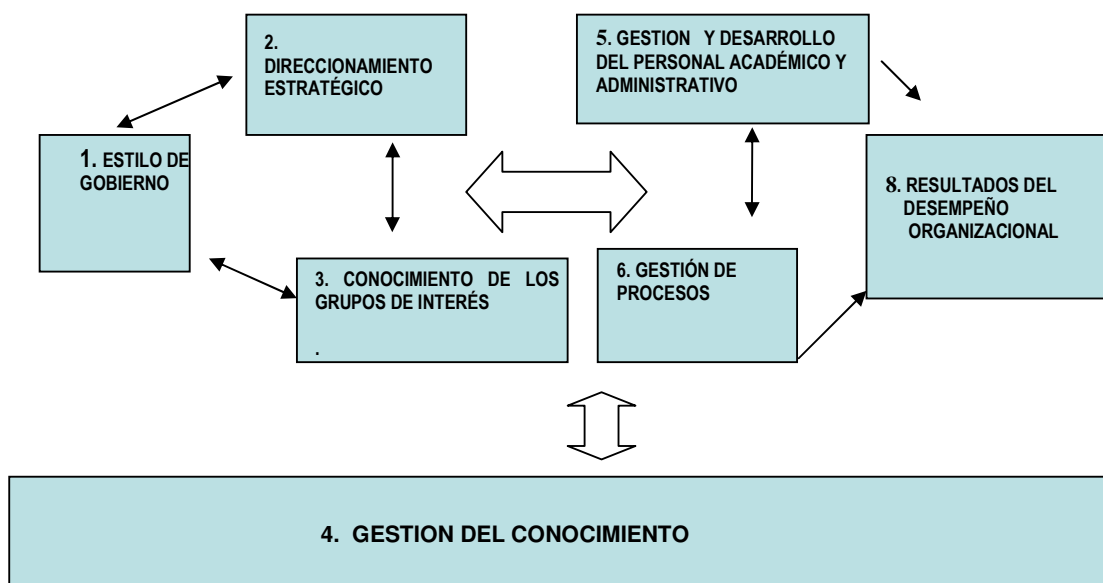 2.
DIRECCIONAMIENTO
ESTRATÉGICO
5. GESTION Y DESARROLLO
DEL PERSONAL ACADÉMICO Y
ADMINISTRATIVO
1. ESTILO DE
GOBIERNO
8. RESULTADOS DEL
DESEMPEÑO
ORGANIZACIONAL
3. CONOCIMIENTO DE LOS
GRUPOS DE INTERÉS
.
6. GESTIÓN DE
PROCESOS
4. GESTION DEL CONOCIMIENTO